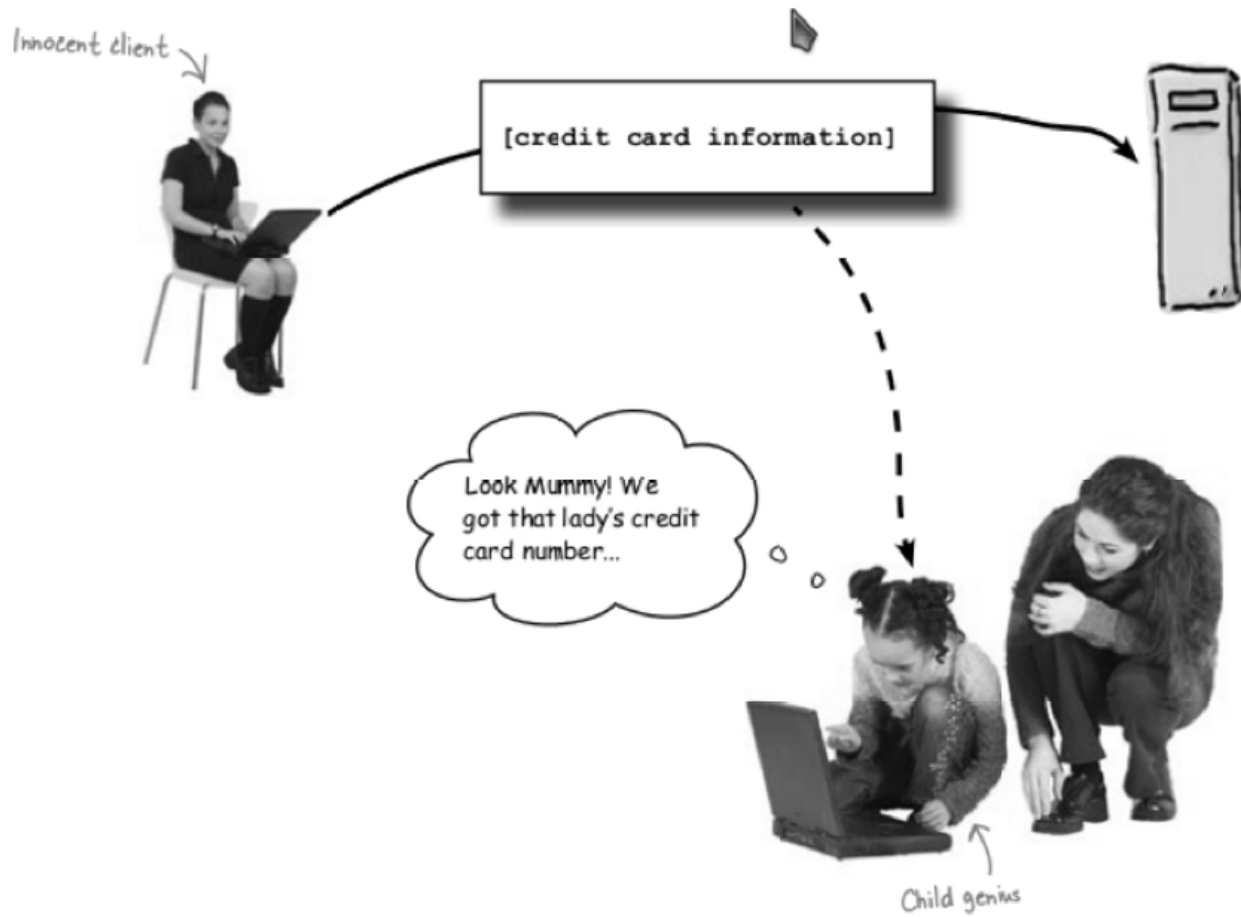 Innocent client
[credit card information]
Look Mummy! We
got that lady's credit
card number...
Child genius